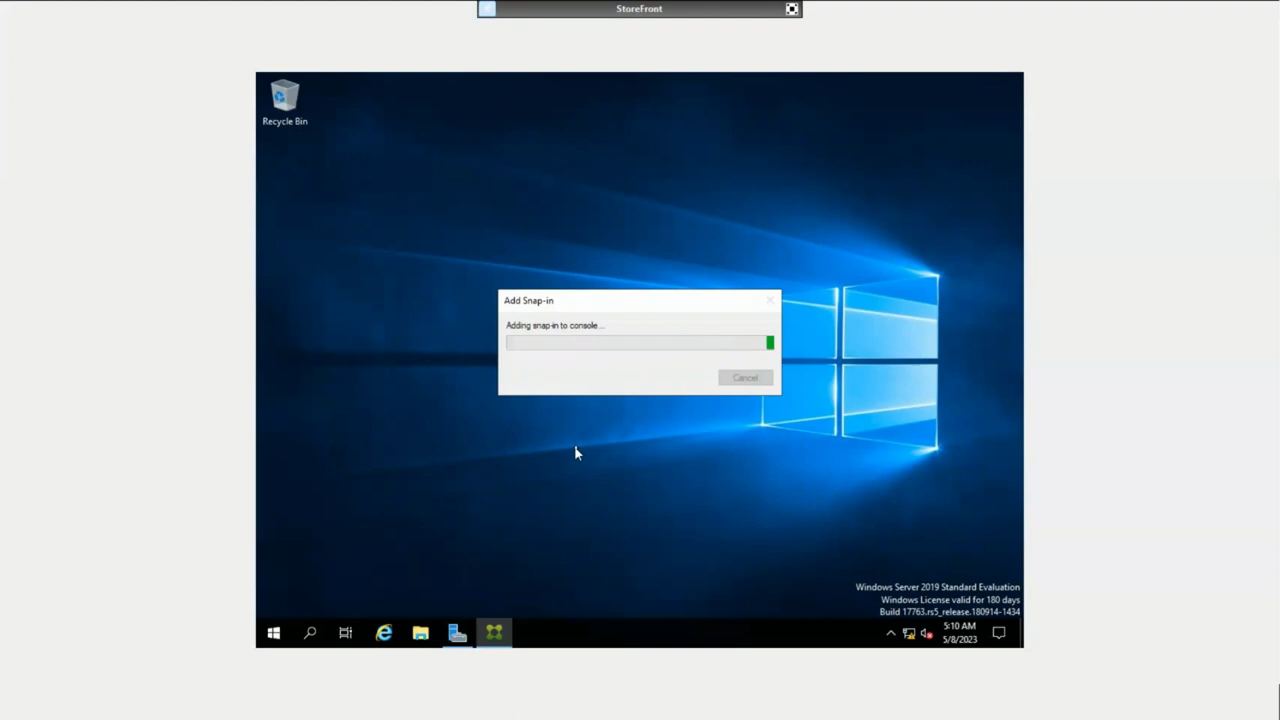 StoreFront
Recycle Bin
Add Snap-in
Adding snap-in to console...
Cancel
Windows Server 2019 Standard Evaluation
Windows License valid for 180 days
Build 17763.rs5_release.180914-1434
5:10 AM
5/8/2023